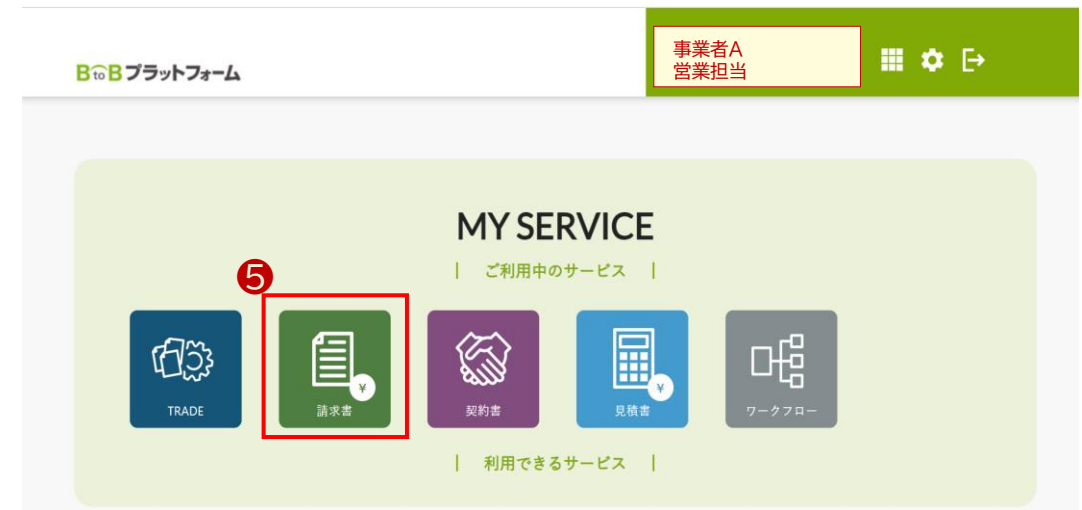 事業者A
営業担当
BtoBプラットフォーム
MY SERVICE
| ご利用中のサービス |
5
¥
¥
TRADE
請求書
契約書
見積書
ワークフロー
| 利用できるサービス |